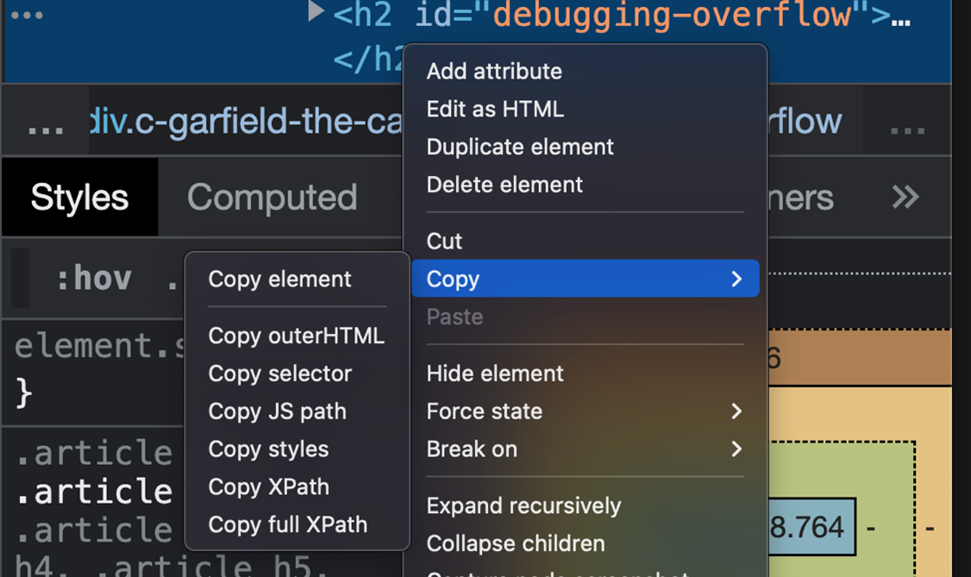 <h2 id="debugging-overflow">…
</h2
... div.c-garfield-the-ca rflow ...
Styles Computed ners »
:hov .
element.s
}
.article
.article
.article
h4, .article h5,
Add attribute
Edit as HTML
Duplicate element
Delete element
Cut
Copy
Paste
Hide element
Force state
Break on
Expand recursively
Collapse children
Capture node screenshot
Copy element
Copy outerHTML
Copy selector
Copy JS path
Copy styles
Copy XPath
Copy full XPath
6
8.764 - -